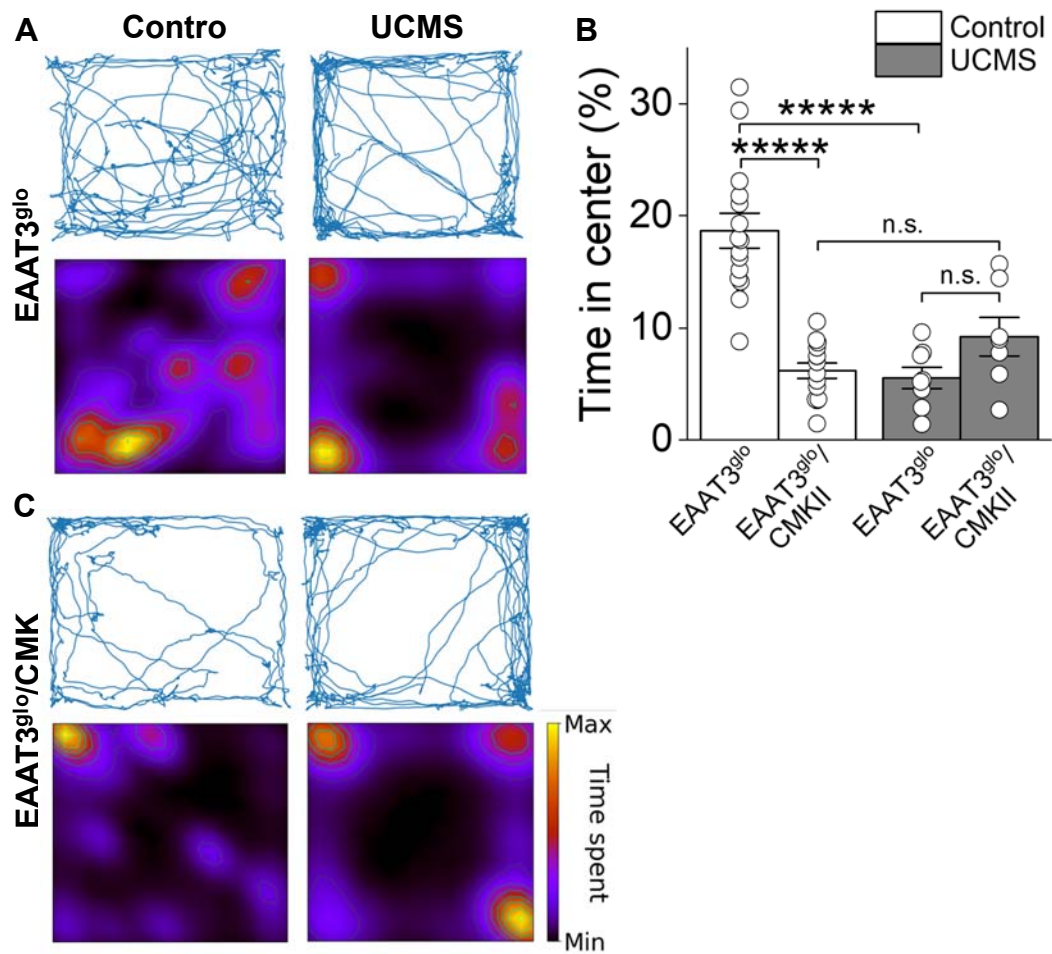 A
Contro
UCMS
EAAT3glo
B
Control
UCMS
Time in center (%)
30
20
10
0
*****
*****
n.s.
n.s.
EAAT3glo
EAAT3glo/
CMKII
EAAT3glo
EAAT3glo/
CMKII
C
EAAT3glo/CMK
Max
Time spent
Min